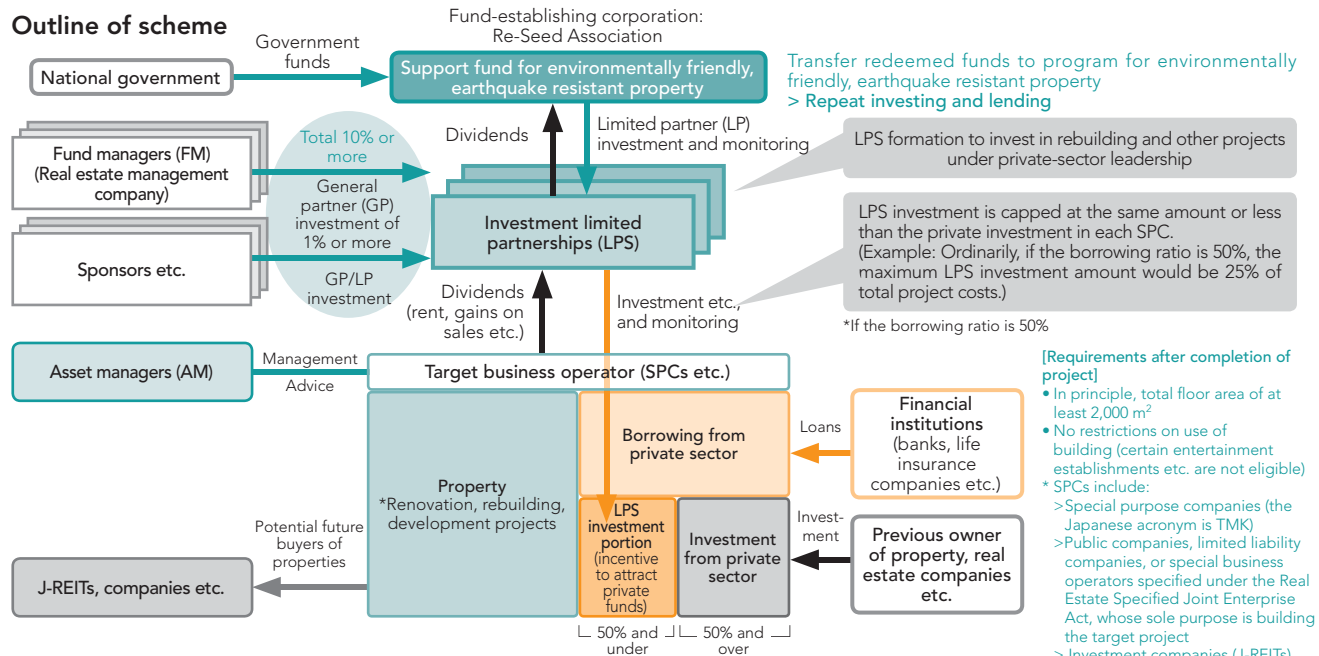 Outline of scheme
Fund-establishing corporation:
Re-Seed Association
Government
funds
National government
Support fund for environmentally friendly,
earthquake resistant property
Transfer redeemed funds to program for environmentally
friendly, earthquake resistant property
> Repeat investing and lending
Dividends
Limited partner (LP)
investment and monitoring
Fund managers (FM)
(Real estate management
company)
Total 10% or
more
General
partner (GP)
investment of
1% or more
GP/LP
investment
Sponsors etc.
Investment limited
partnerships (LPS)
LPS formation to invest in rebuilding and other projects
under private-sector leadership
LPS investment is capped at the same amount or less
than the private investment in each SPC.
(Example: Ordinarily, if the borrowing ratio is 50%, the
maximum LPS investment amount would be 25% of
total project costs.)
*If the borrowing ratio is 50%
Dividends
(rent, gains on
sales etc.)
Investment etc.,
and monitoring
Asset managers (AM)
Management
Advice
Target business operator (SPCs etc.)
Property
*Renovation, rebuilding,
development projects
Borrowing from
private sector
Loans
Financial
institutions
(banks, life
insurance
companies etc.)
LPS
investment
portion
(incentive
to attract
private
funds)
Investment
from private
sector
Invest-
ment
Previous owner
of property, real
estate companies
etc.
Potential future
buyers of
properties
J-REITs, companies etc.
50% and
under
50% and
over
[Requirements after completion of
project]
• In principle, total floor area of at
least 2,000 m²
• No restrictions on use of
building (certain entertainment
establishments etc. are not eligible)
* SPCs include:
>Special purpose companies (the
Japanese acronym is TMK)
>Public companies, limited liability
companies, or special business
operators specified under the Real
Estate Specified Joint Enterprise
Act, whose sole purpose is building
the target project
> Investment companies (J-REITs)